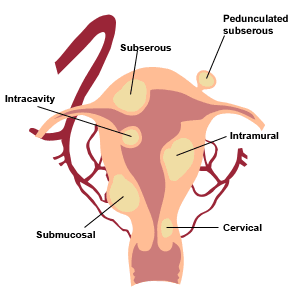 Pedunculated
subserous
Subserous
Intracavity
Intramural
Submucosal
Cervical